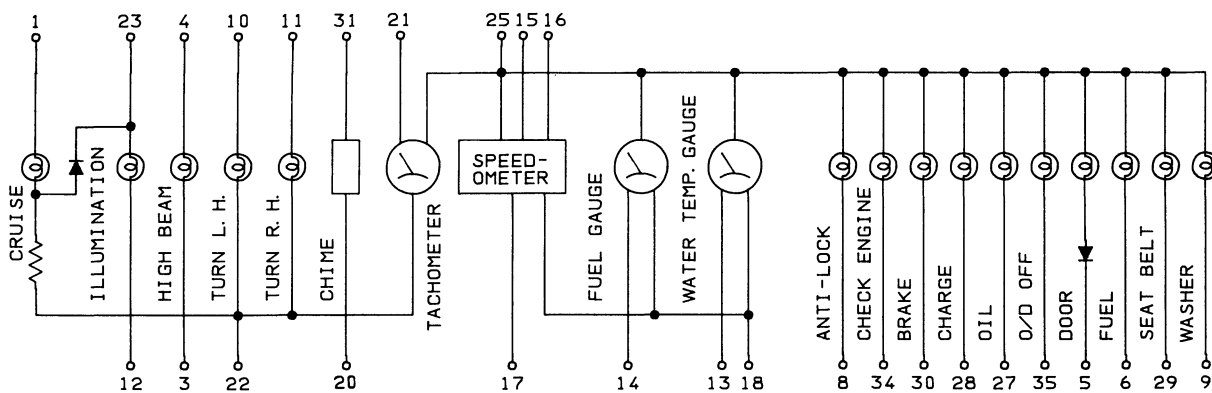 1 23 4 10 11 31 21 25 15 16
CRUISE
ILLUMINATION
HIGH BEAM
TURN L. H.
TURN R. H.
CHIME
TACHOMETER
SPEED-
OMETER
FUEL GAUGE
WATER TEMP. GAUGE
ANTI-LOCK
CHECK ENGINE
BRAKE
CHARGE
OIL
O/D OFF
DOOR
FUEL
SEAT BELT
WASHER
12 3 22 20 17 14 13 18 8 34 30 28 27 35 5 6 29 9